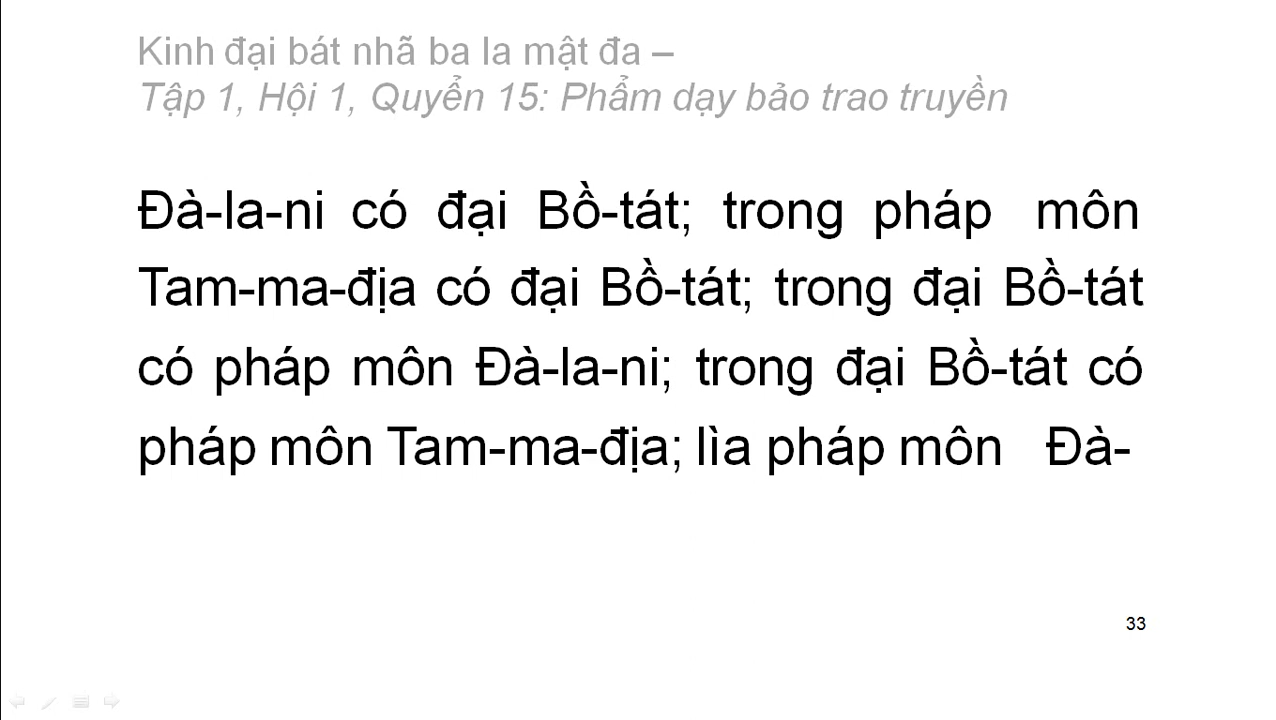 Kinh đại bát nhã ba la mật đa –
Tập 1, Hội 1, Quyển 15: Phẩm dạy bảo trao truyền
Đà-la-ni có đại Bồ-tát; trong pháp môn
Tam-ma-địa có đại Bồ-tát; trong đại Bồ-tát
có pháp môn Đà-la-ni; trong đại Bồ-tát có
pháp môn Tam-ma-địa; lìa pháp môn Đà-
33